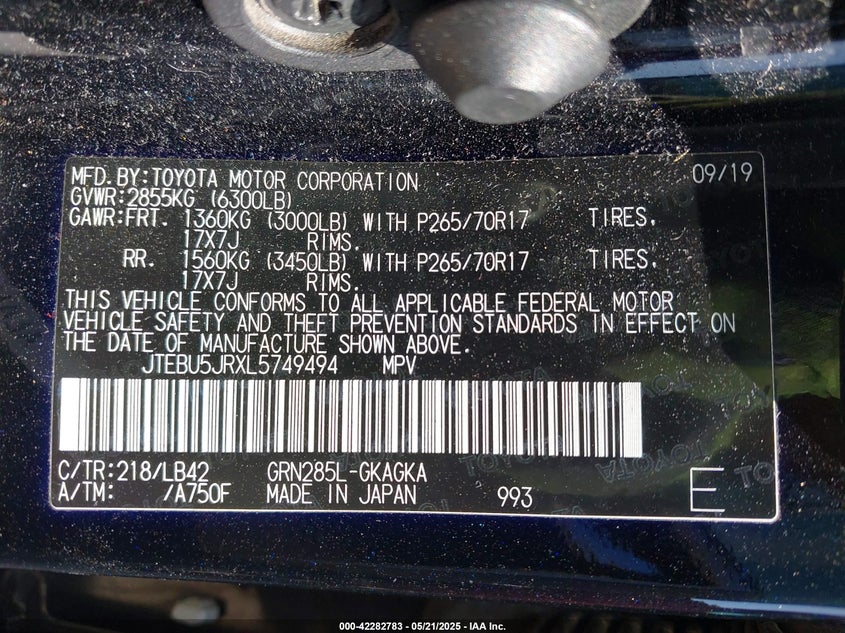 MFD. BY:TOYOTA MOTOR CORPORATION 09/19
GVWR:2855KG (6300LB)
GAWR:FRT. 1360KG (3000LB) WITH P265/70R17 TIRES,
17X7J RIMS.
RR. 1560KG (3450LB) WITH P265/70R17 TIRES,
17X7J RIMS.
THIS VEHICLE CONFORMS TO ALL APPLICABLE FEDERAL MOTOR
VEHICLE SAFETY AND THEFT PREVENTION STANDARDS IN EFFECT ON
THE DATE OF MANUFACTURE SHOWN ABOVE.
JTEBU5JRXL5749494 MPV
C/TR:218/LB42 GRN285L-GKAGKA
A/TM: /A750F MADE IN JAPAN 993 E
000-42282783 - 05/21/2025 - IAA Inc.